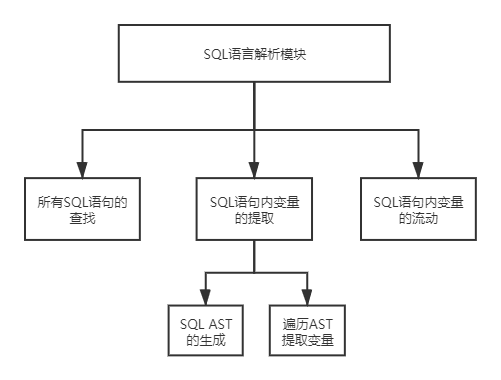 SQL语言解析模块
所有SQL语句的
查找
SQL语句内变量
的提取
SQL语句内变量
的流动
SQL AST
的生成
遍历AST
提取变量